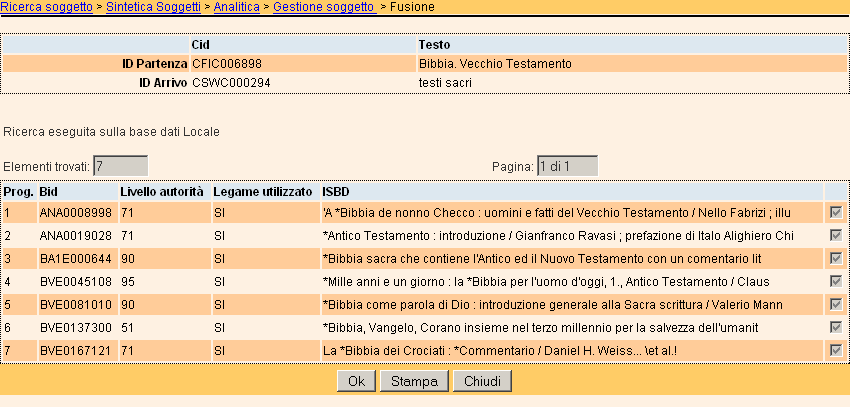 Ricerca soggetto > Sintetica Soggetti > Analitica > Gestione soggetto > Fusione
Cid Testo
ID Partenza CFIC006898 Bibbia. Vecchio Testamento
ID Arrivo CSWC000294 testi sacri
Ricerca eseguita sulla base dati Locale
Elementi trovati: 7 Pagina: 1 di 1
Prog. Bid Livello autorità Legame utilizzato ISBD
1 ANA0008998 71 SI 'A *Bibbia de nonno Checco : uomini e fatti del Vecchio Testamento / Nello Fabrizi ; illu
2 ANA0019028 71 SI *Antico Testamento : introduzione / Gianfranco Ravasi ; prefazione di Italo Alighiero Chi
3 BA1E000644 90 SI *Bibbia sacra che contiene l'Antico ed il Nuovo Testamento con un comentario lit
4 BVE0045108 95 SI *Mille anni e un giorno : la *Bibbia per l'uomo d'oggi, 1., Antico Testamento / Claus
5 BVE0081010 90 SI *Bibbia come parola di Dio : introduzione generale alla Sacra scrittura / Valerio Mann
6 BVE0137300 51 SI *Bibbia, Vangelo, Corano insieme nel terzo millennio per la salvezza dell'umanit
7 BVE0167121 71 SI La *Bibbia dei Crociati : *Commentario / Daniel H. Weiss... \et al.!
Ok Stampa Chiudi